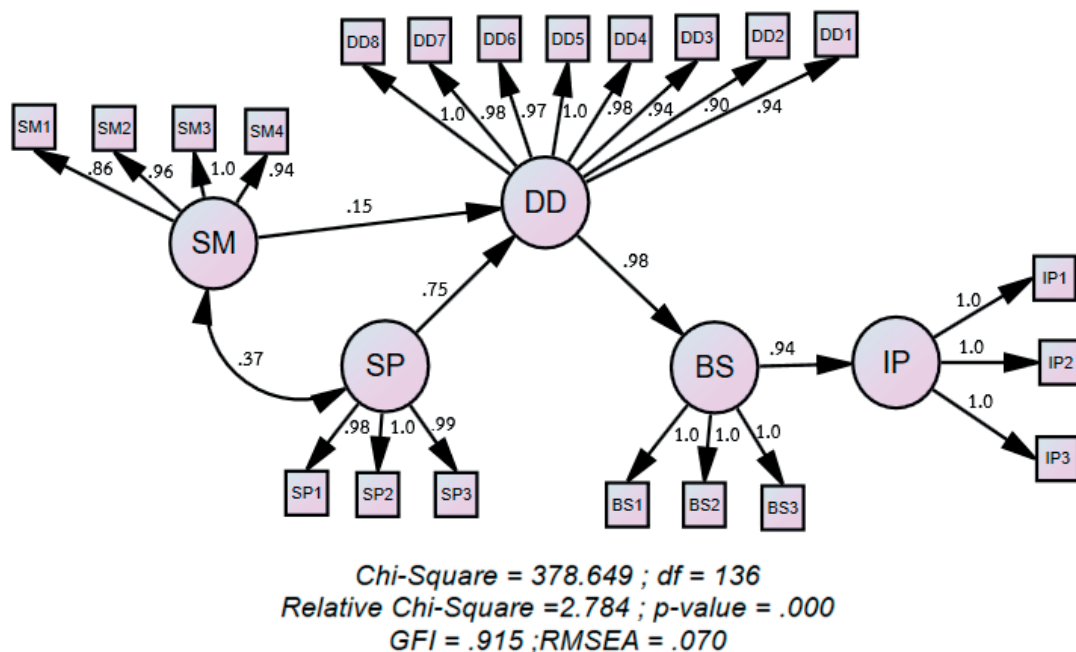 DD8 DD7 DD6 DD5 DD4 DD3 DD2 DD1
1.0 .98 .97 1.0 .98 .94 .90 .94
SM1 SM2 SM3 SM4
.86 .96 1.0 .94
DD
SM
.15
.98
.75
.37
SP
BS
.94
IP
1.0
1.0
1.0
IP1
IP2
IP3
.98 1.0 .99
SP1 SP2 SP3
1.0 1.0 1.0
BS1 BS2 BS3
Chi-Square = 378.649 ; df = 136
Relative Chi-Square =2.784 ; p-value = .000
GFI = .915 ;RMSEA = .070